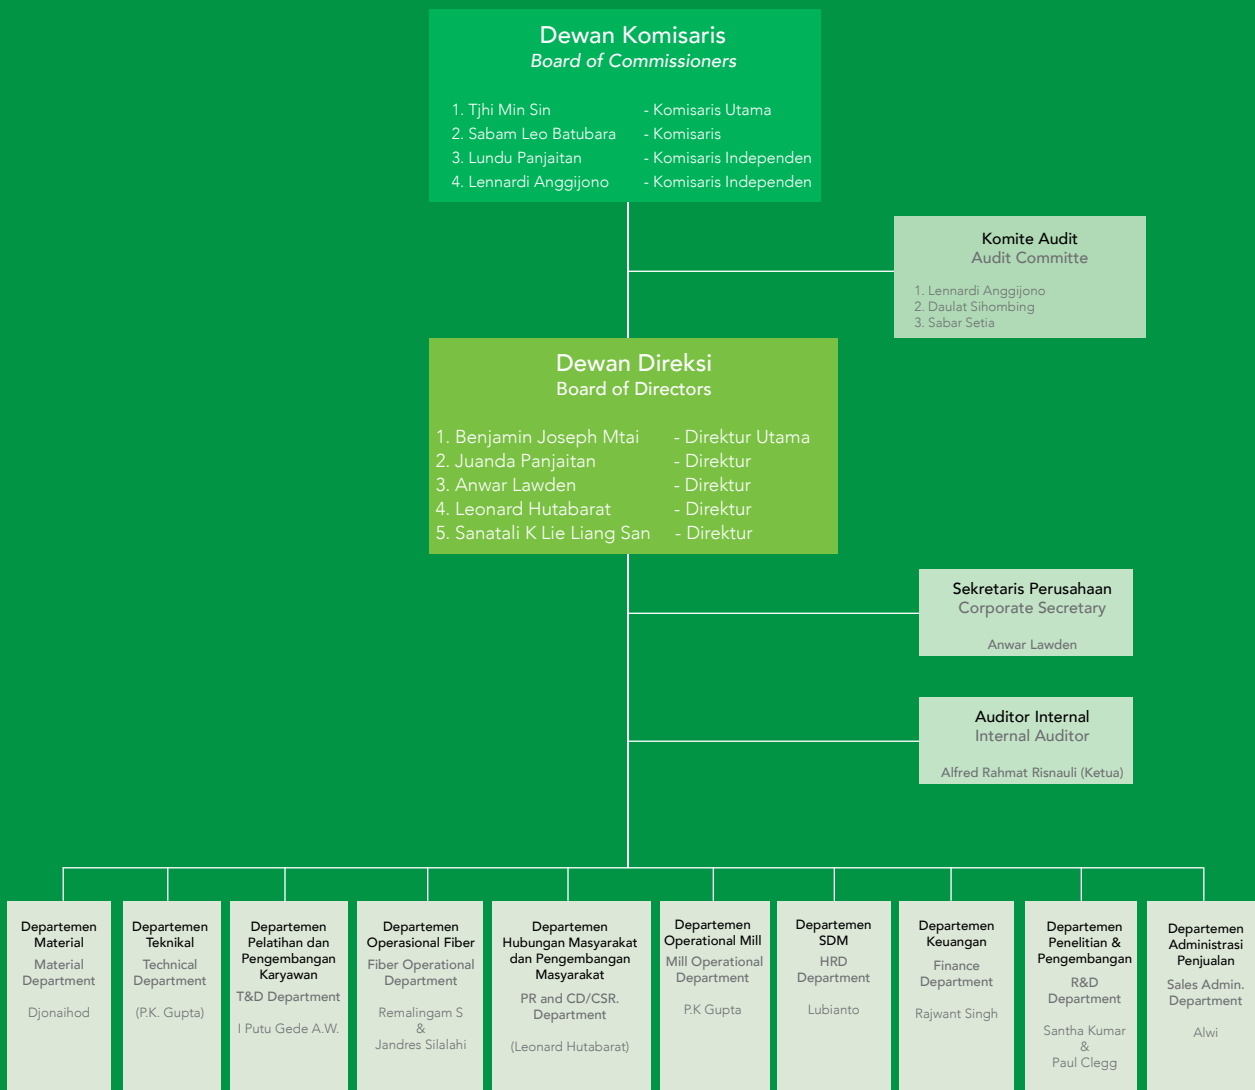 Dewan Komisaris
Board of Commissioners
1. Tjhi Min Sin - Komisaris Utama
2. Sabam Leo Batubara - Komisaris
3. Lundu Panjaitan - Komisaris Independen
4. Lennardi Anggijono - Komisaris Independen
Komite Audit
Audit Committe
1. Lennardi Anggijono
2. Daulat Sihombing
3. Sabar Setia
Dewan Direksi
Board of Directors
1. Benjamin Joseph Mtai - Direktur Utama
2. Juanda Panjaitan - Direktur
3. Anwar Lawden - Direktur
4. Leonard Hutabarat - Direktur
5. Sanatali K Lie Liang San - Direktur
Sekretaris Perusahaan
Corporate Secretary
Anwar Lawden
Auditor Internal
Internal Auditor
Alfred Rahmat Risnauli (Ketua)
Departemen
Material
Material
Department
Djonaihod
Departemen
Teknikal
Technical
Department
(P.K. Gupta)
Departemen
Pelatihan dan
Pengembangan
Karyawan
T&D Department
I Putu Gede A.W.
Departemen
Operasional Fiber
Fiber Operational
Department
Remalingam S
&
Jandres Silalahi
Departemen
Hubungan Masyarakat
dan Pengembangan
Masyarakat
PR and CD/CSR.
Department
(Leonard Hutabarat)
Departemen
Operational Mill
Mill Operational
Department
P.K Gupta
Departemen
SDM
HRD
Department
Lubianto
Departemen
Keuangan
Finance
Department
Rajwant Singh
Departemen
Penelitian &
Pengembangan
R&D
Department
Santha Kumar
&
Paul Clegg
Departemen
Administrasi
Penjualan
Sales Admin.
Department
Alwi